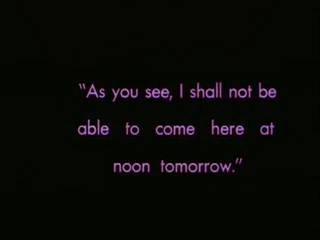 “As you see, I shall not be
able to come here at
noon tomorrow.”